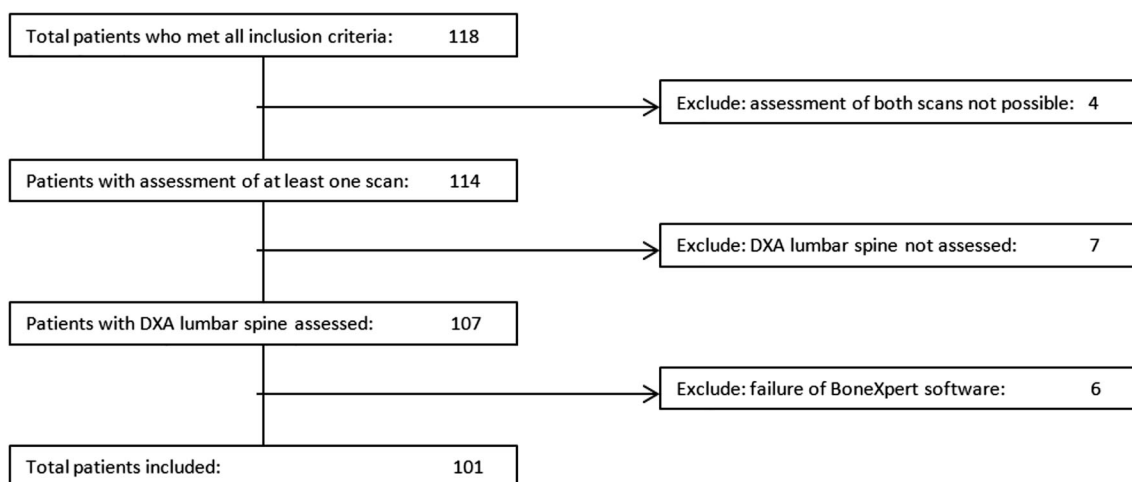 Total patients who met all inclusion criteria: 118
Exclude: assessment of both scans not possible: 4
Patients with assessment of at least one scan: 114
Exclude: DXA lumbar spine not assessed: 7
Patients with DXA lumbar spine assessed: 107
Exclude: failure of BoneXpert software: 6
Total patients included: 101